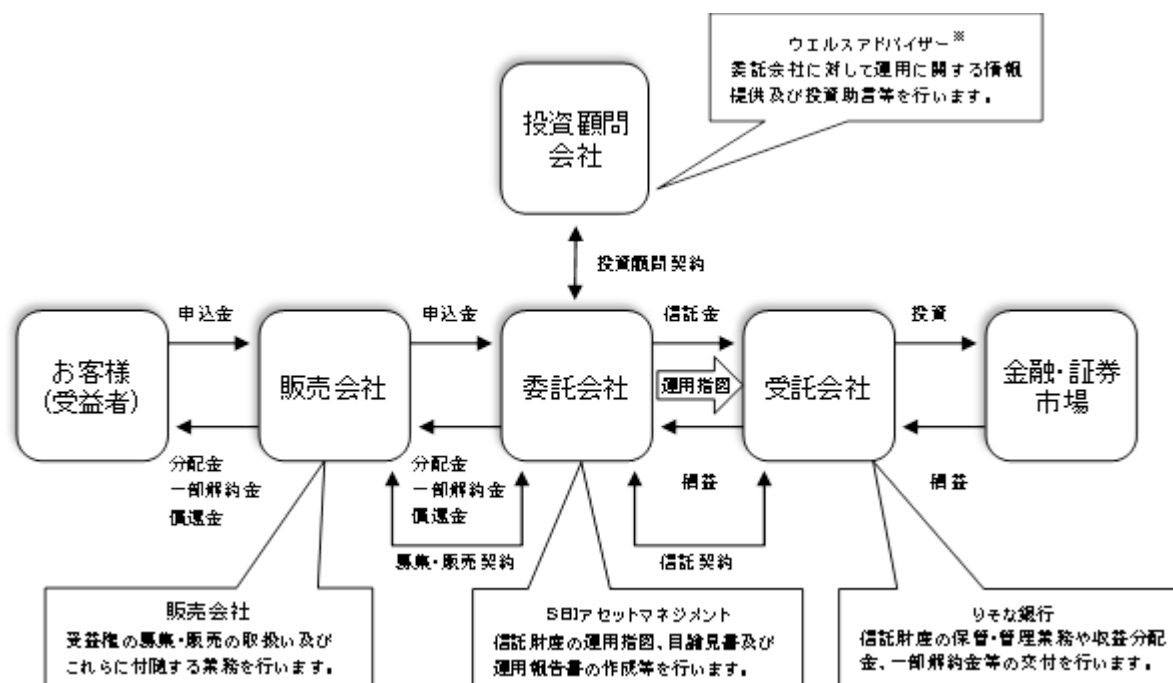 ウエルスアドバイザー※
委託会社に対して運用に関する情報
提供及び投資助言等を行います。
投資顧問
会社
投資顧問契約
申込金
申込金
信託金
投資
お客様
(受益者)
販売会社
委託会社
運用指図
受託会社
金融・証券
市場
分配金
一部解約金
償還金
分配金
一部解約金
償還金
損益
損益
募集・販売契約
信託契約
販売会社
受益権の募集・販売の取扱い及び
これらに付随する業務を行います。
SBIアセットマネジメント
信託財産の運用指図、目論見書及び
運用報告書の作成等を行います。
りそな銀行
信託財産の保管・管理業務や収益分配
金、一部解約金等の交付を行います。